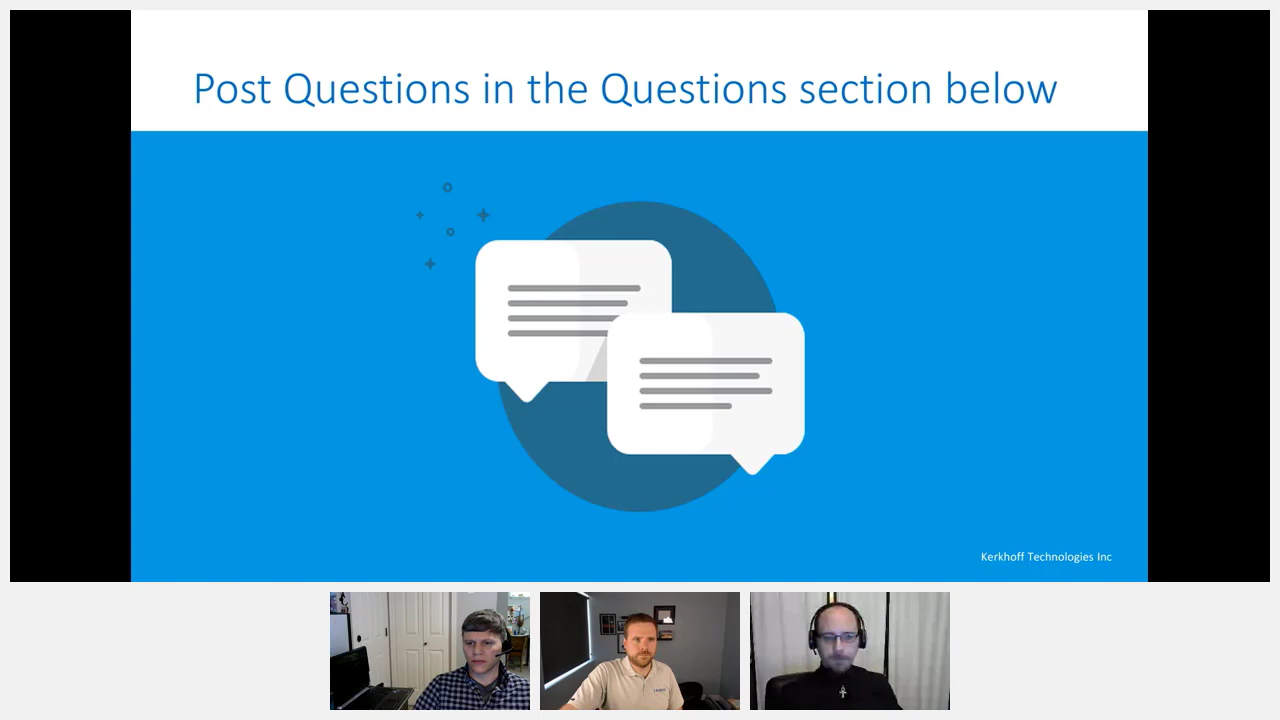 Post Questions in the Questions section below
Kerkhoff Technologies Inc